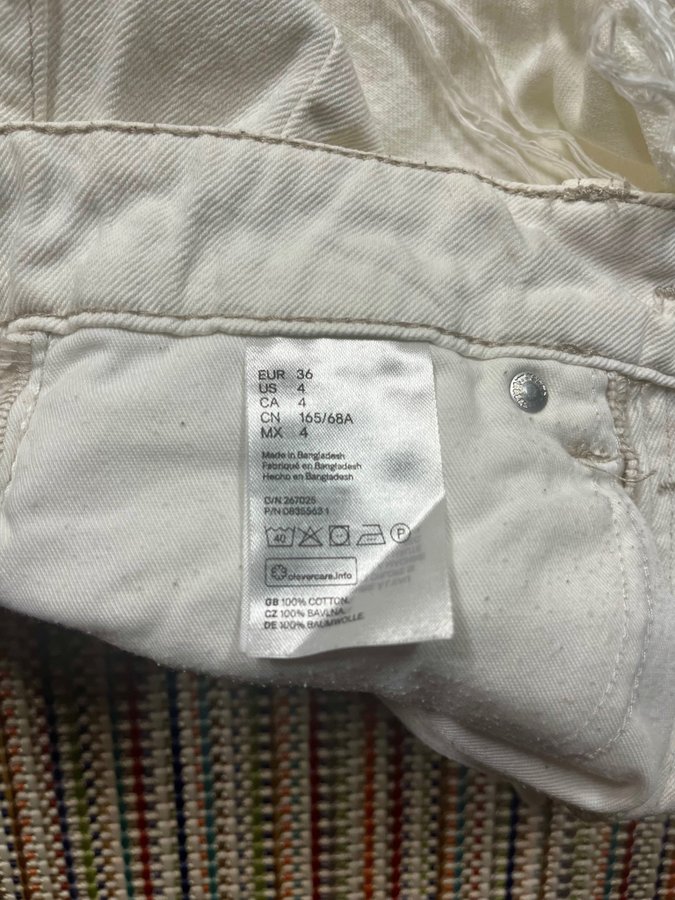 EUR 36
US 4
CA 4
CN 165/68A
MX 4
Made in Bangladesh
Fabriqué en Bangladesh
Hecho en Bangladesh
O/N 267025
P/N 0835563 1
40
P
clevercare.info
GB 100% COTTON.
CZ 100% BAVLNA.
DE 100% BAUMWOLLE